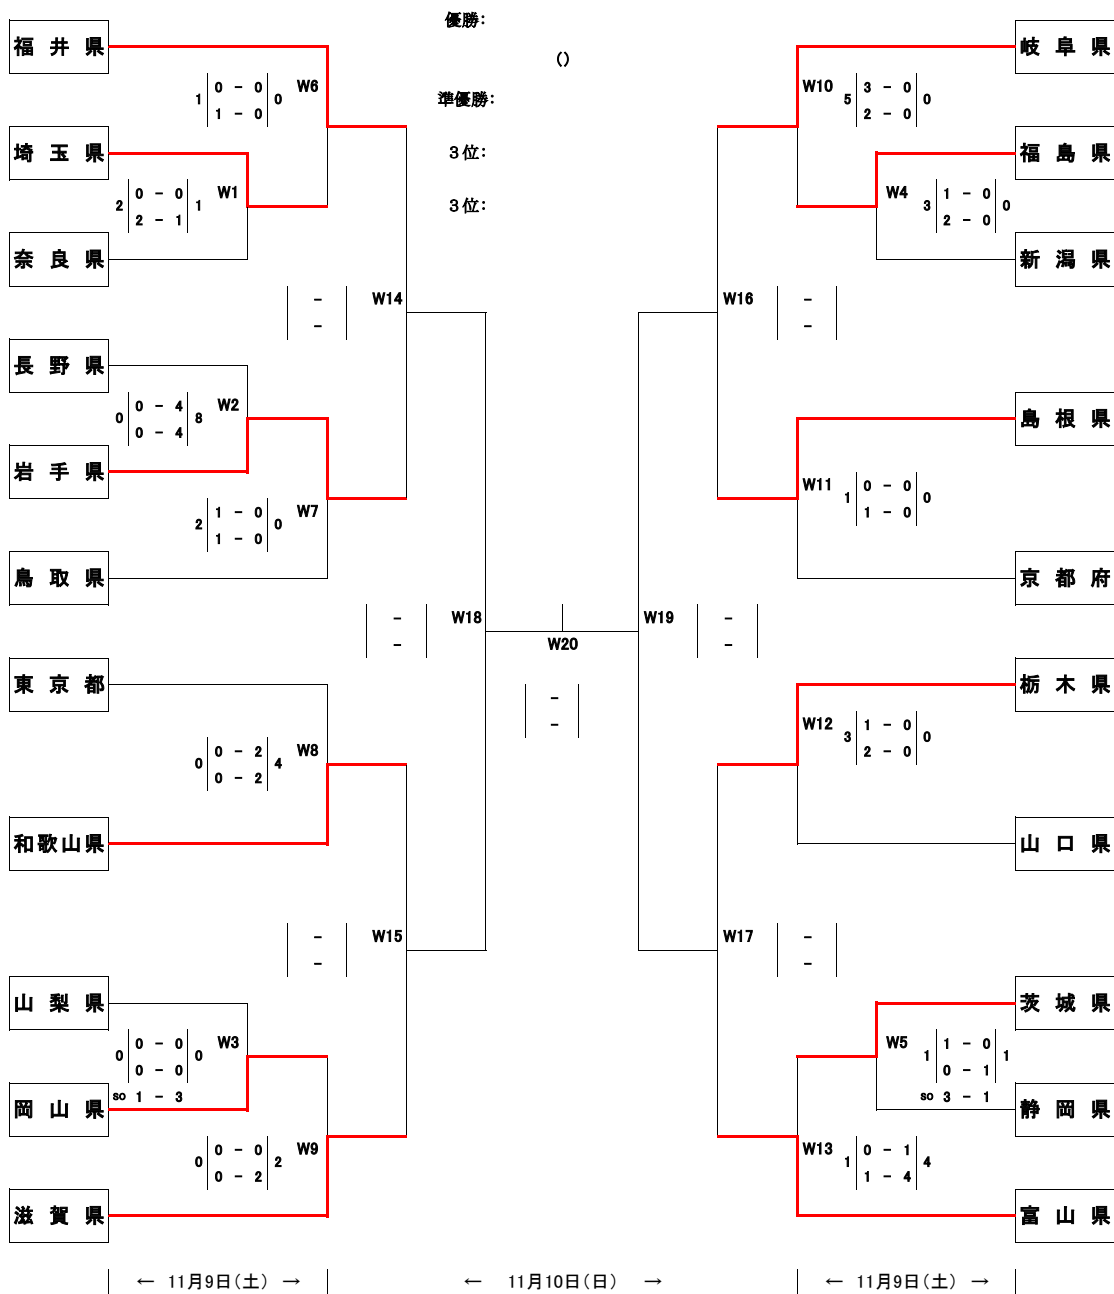 優勝：
福井県
岐阜県
()
0 - 0
W6
1
0
1 - 0
W10
3 - 0
5
0
2 - 0
準優勝：
埼玉県
3位：
福島県
0 - 0
W1
2
1
2 - 1
W4
1 - 0
3
0
2 - 0
3位：
奈良県
新潟県
-
W14
-
W16
-
-
長野県
0 - 4
W2
0
8
0 - 4
島根県
岩手県
1 - 0
W7
2
0
1 - 0
W11
0 - 0
1
0
1 - 0
鳥取県
京都府
-
W18
-
W19
-
-
W20
-
-
東京都
栃木県
0 - 2
W8
0
4
0 - 2
W12
1 - 0
3
0
2 - 0
和歌山県
山口県
-
W15
-
W17
-
-
山梨県
茨城県
0 - 0
W3
0
0
0 - 0
so 1 - 3
W5
1 - 0
1
1
0 - 1
so 3 - 1
岡山県
静岡県
0 - 0
W9
0
2
0 - 2
W13
0 - 1
1
4
1 - 4
滋賀県
富山県
← 11月9日（土） →
← 11月10日（日） →
← 11月9日（土） →